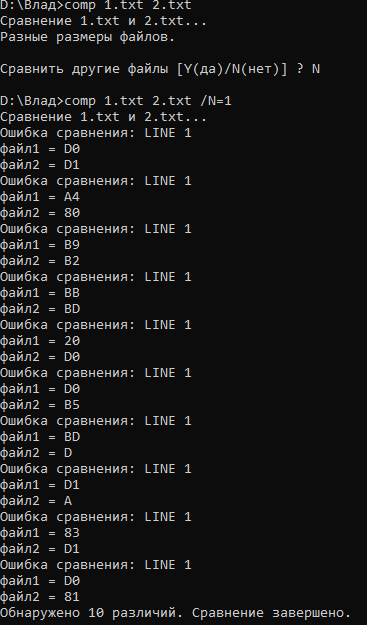 D:\Влад>comp 1.txt 2.txt
Сравнение 1.txt и 2.txt...
Разные размеры файлов.
Сравнить другие файлы [Y(да)/N(нет)] ? N
D:\Влад>comp 1.txt 2.txt /N=1
Сравнение 1.txt и 2.txt...
Ошибка сравнения: LINE 1
файл1 = D0
файл2 = D1
Ошибка сравнения: LINE 1
файл1 = A4
файл2 = 80
Ошибка сравнения: LINE 1
файл1 = B9
файл2 = B2
Ошибка сравнения: LINE 1
файл1 = BB
файл2 = BD
Ошибка сравнения: LINE 1
файл1 = 20
файл2 = D0
Ошибка сравнения: LINE 1
файл1 = D0
файл2 = B5
Ошибка сравнения: LINE 1
файл1 = BD
файл2 = D
Ошибка сравнения: LINE 1
файл1 = D1
файл2 = A
Ошибка сравнения: LINE 1
файл1 = 83
файл2 = D1
Ошибка сравнения: LINE 1
файл1 = D0
файл2 = 81
Обнаружено 10 различий. Сравнение завершено.